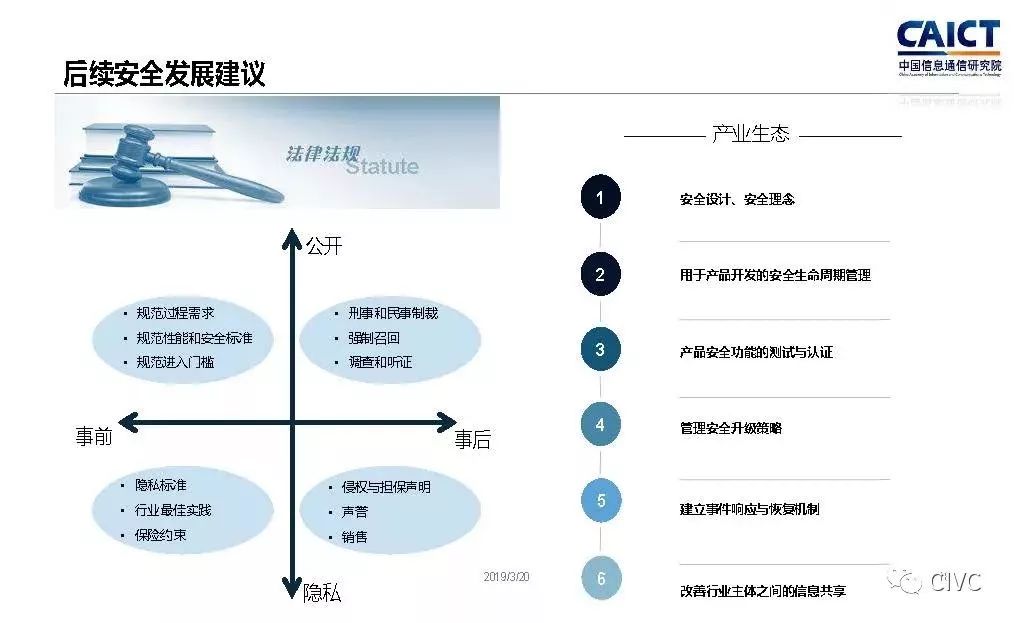 CAICT
中国信息通信研究院
China Academy of Information and Communications Technology
后续安全发展建议
法律法规
Statute
公开
• 规范过程需求
• 规范性能和安全标准
• 规范进入门槛
• 刑事和民事制裁
• 强制召回
• 调查和听证
事前
事后
• 隐私标准
• 行业最佳实践
• 保险约束
• 侵权与担保声明
• 声誉
• 销售
隐私
产业生态
1 安全设计、安全理念
2 用于产品开发的安全生命周期管理
3 产品安全功能的测试与认证
4 管理安全升级策略
5 建立事件响应与恢复机制
6 改善行业主体之间的信息共享
2019/3/20
CIVC